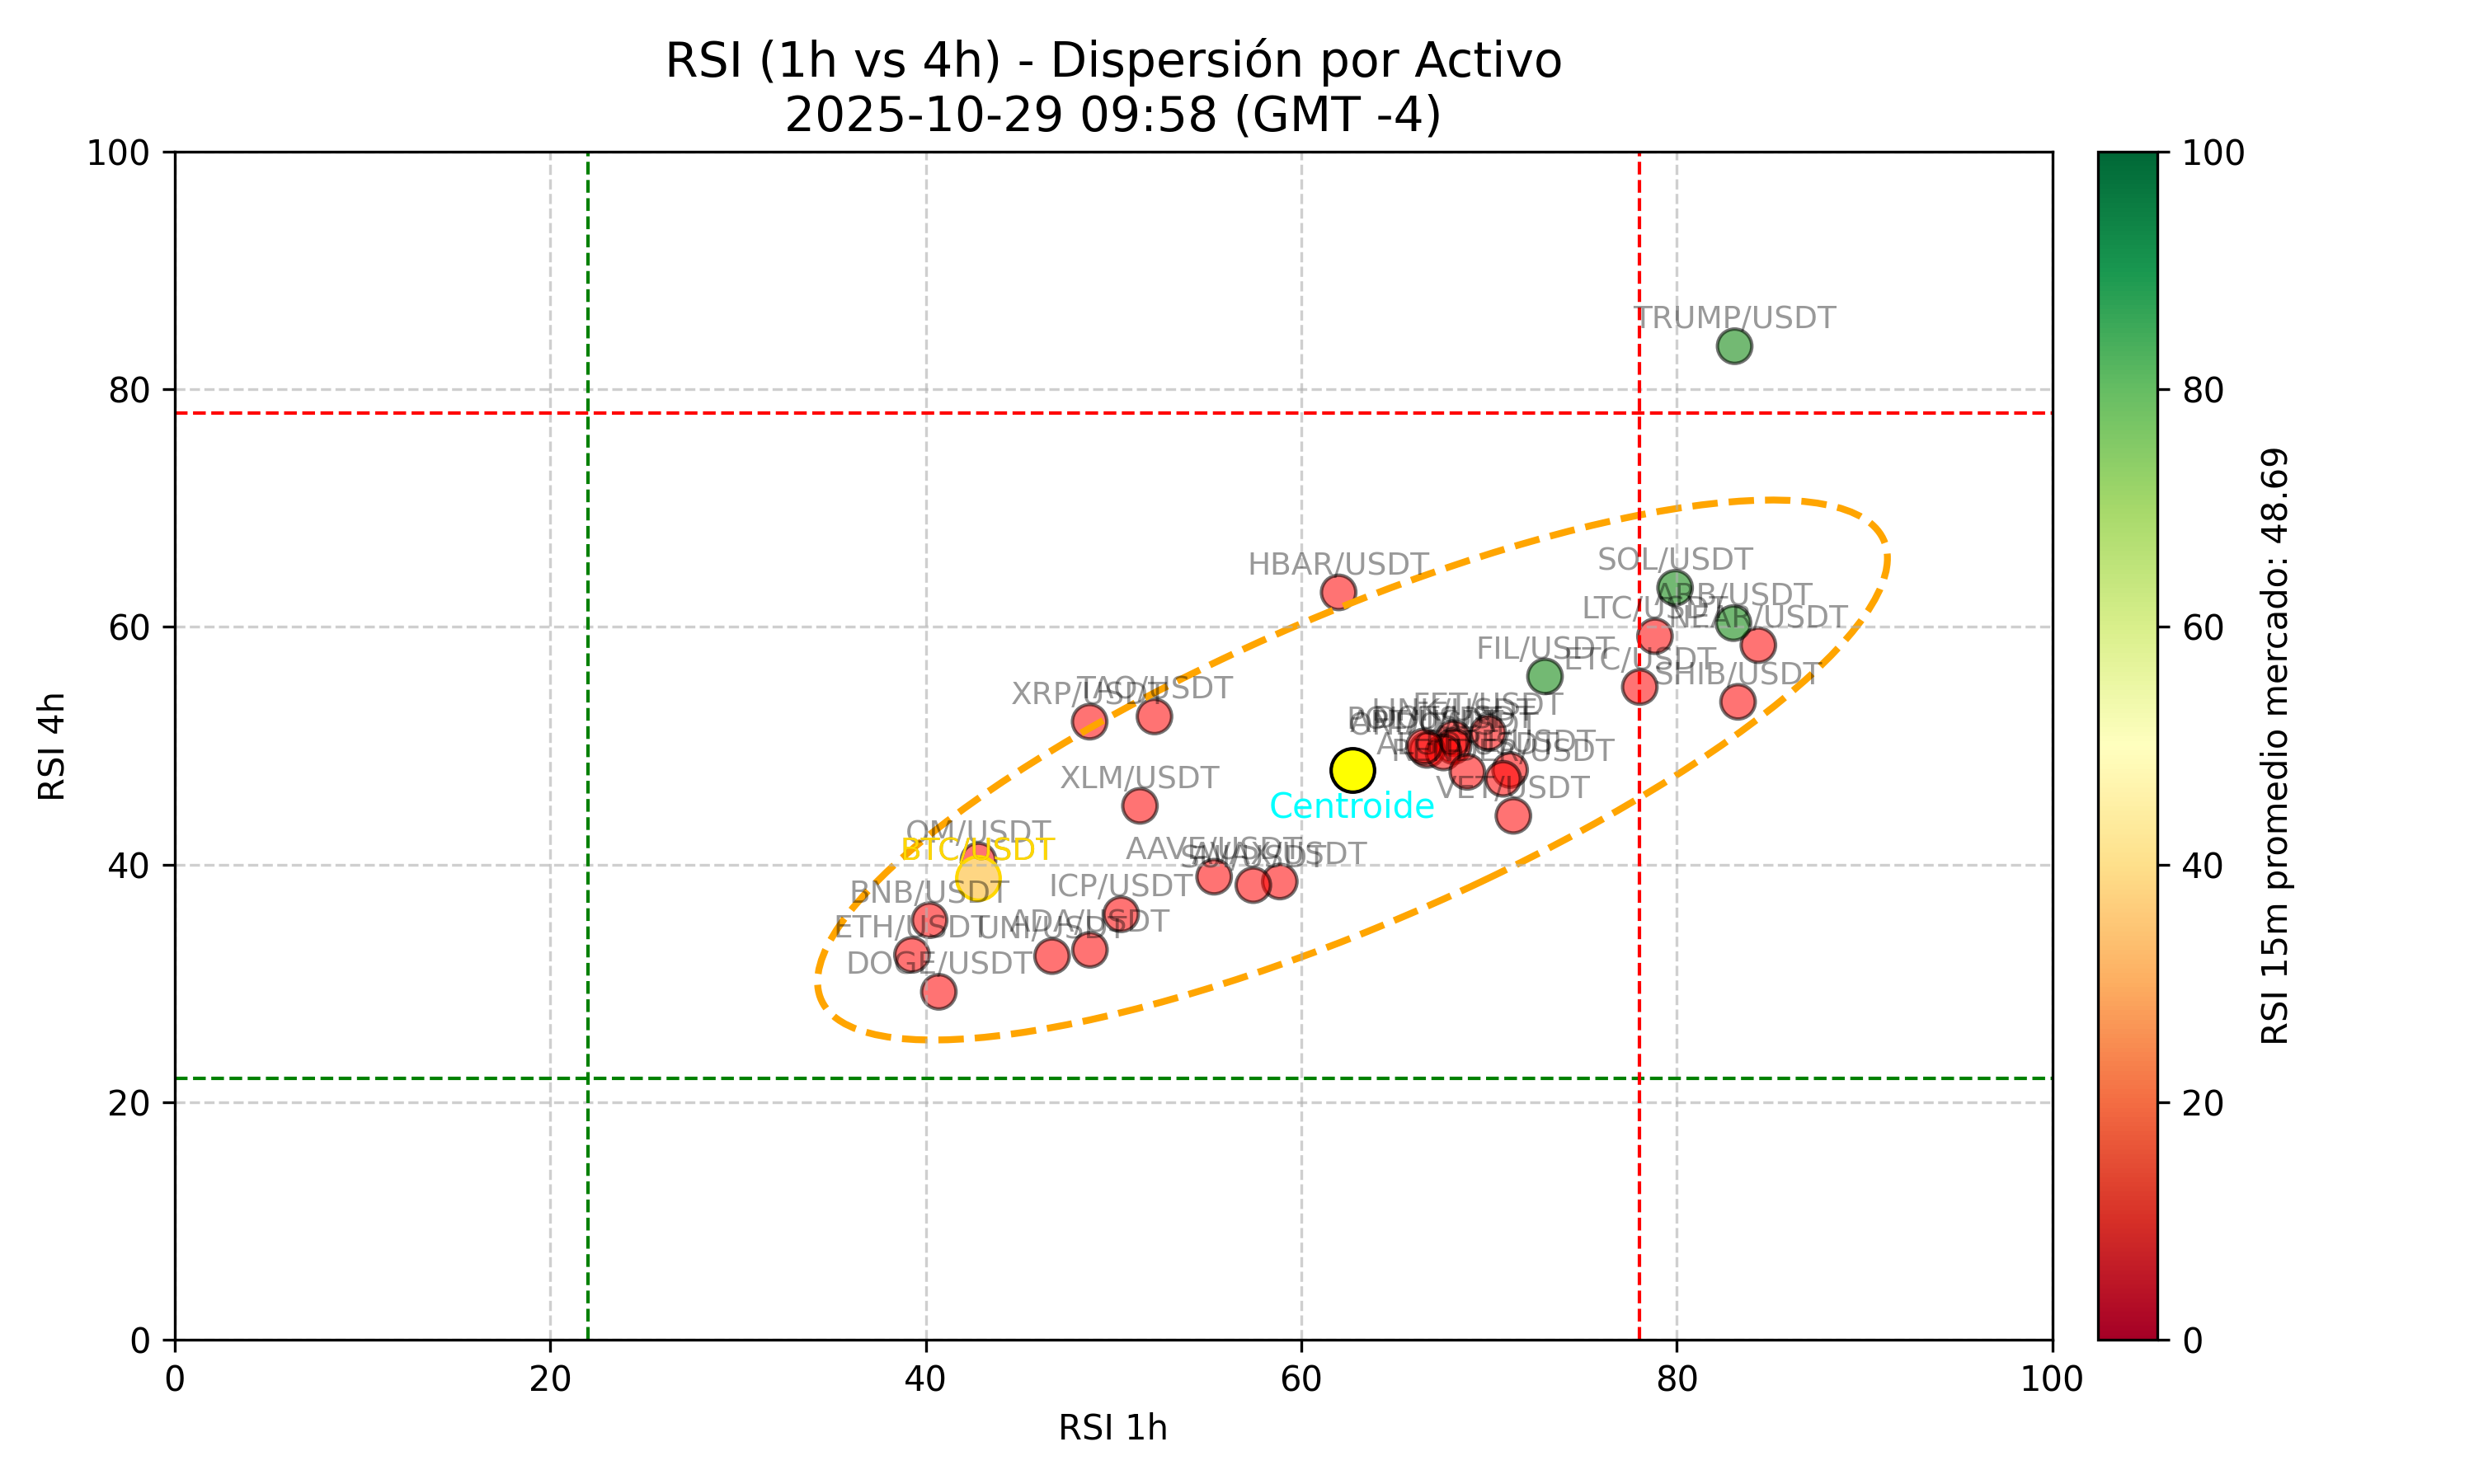 RSI (1h vs 4h) - Dispersión por Activo
2025-10-29 09:58 (GMT -4)
100
80
60
40
20
0
RSI 4h
TRUMP/USDT
HBAR/USDT
SOL/USDT
ARB/USDT
LTC/USDT
NEAR/USDT
FIL/USDT
ETC/USDT
SHIB/USDT
XRP/USDT
TAO/USDT
FET/USDT
XLM/USDT
VET/USDT
Centroide
OM/USDT
BTC/USDT
AAVE/USDT
AVAX/USDT
BNB/USDT
ICP/USDT
ETH/USDT
UNI/USDT
ADA/USDT
DOGE/USDT
0
20
40
60
80
100
RSI 1h
100
80
60
40
20
0
RSI 15m promedio mercado: 48.69